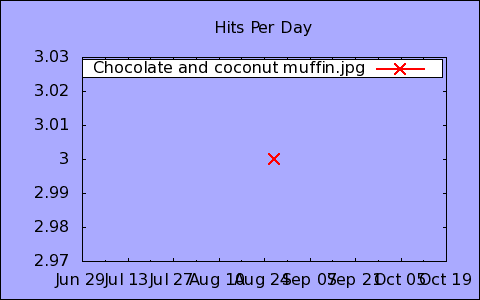 Hits Per Day
Chocolate and coconut muffin.jpg
3.03
3.02
3.01
3
2.99
2.98
2.97
Jun 29 Jul 13 Jul 27 Aug 10 Aug 24 Sep 07 Sep 21 Oct 05 Oct 19